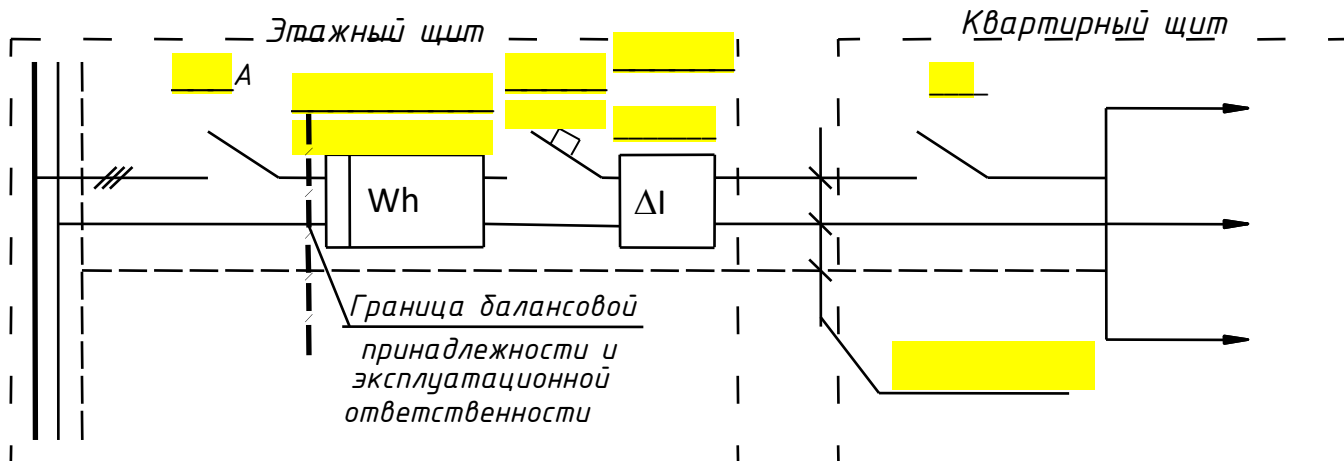 Этажный щит
Квартирный щит
А
Wh
ΔI
Граница балансовой
принадлежности и
эксплуатационной
ответственности